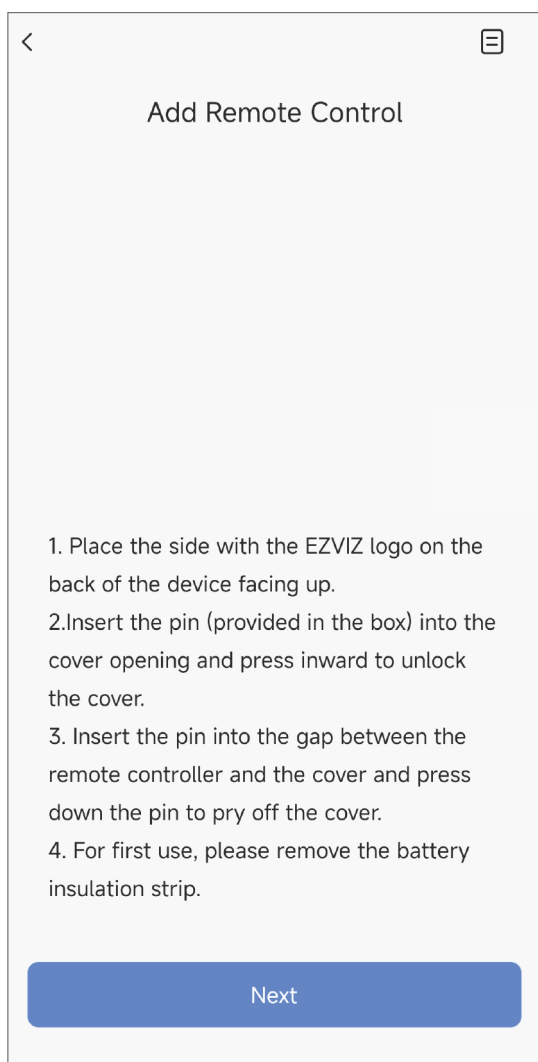 Add Remote Control
1. Place the side with the EZVIZ logo on the
back of the device facing up.
2.Insert the pin (provided in the box) into the
cover opening and press inward to unlock
the cover.
3. Insert the pin into the gap between the
remote controller and the cover and press
down the pin to pry off the cover.
4. For first use, please remove the battery
insulation strip.
Next